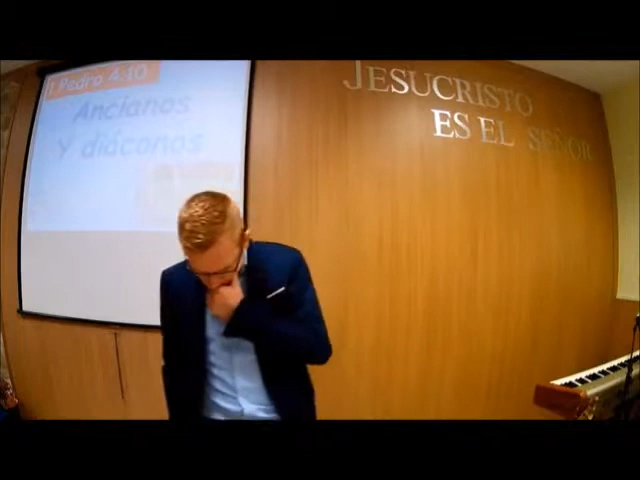 1 Pedro 4.10
Ancianos
Y diáconos
JESUCRISTO
ES EL SEÑOR